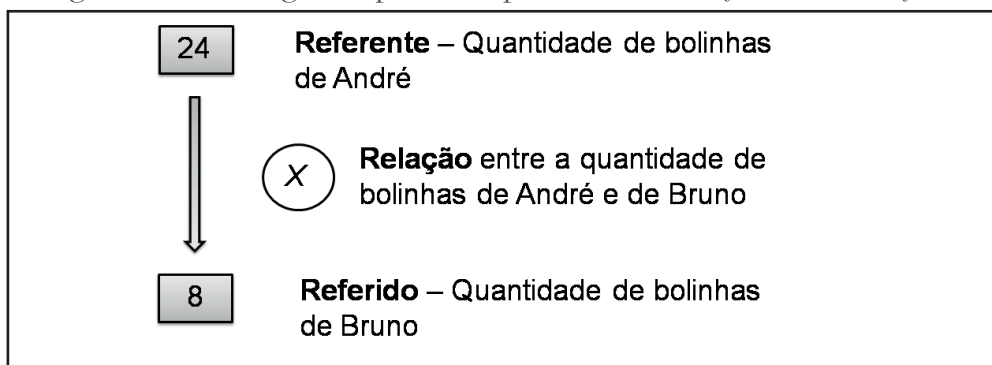 24
Referente – Quantidade de bolinhas
de André
X
Relação entre a quantidade de
bolinhas de André e de Bruno
8
Referido – Quantidade de bolinhas
de Bruno